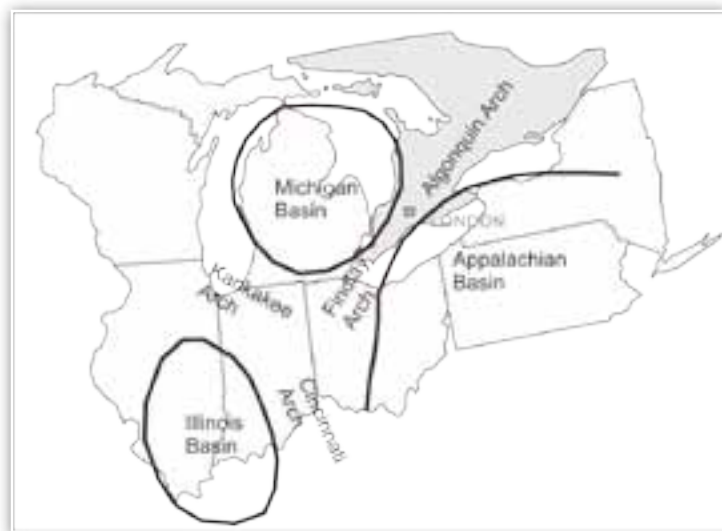 Algonquin Arch
Michigan
Basin
LONDON
Appalachian
Basin
Findlay
Arch
Kankakee
Arch
Cincinnati
Arch
Illinois
Basin